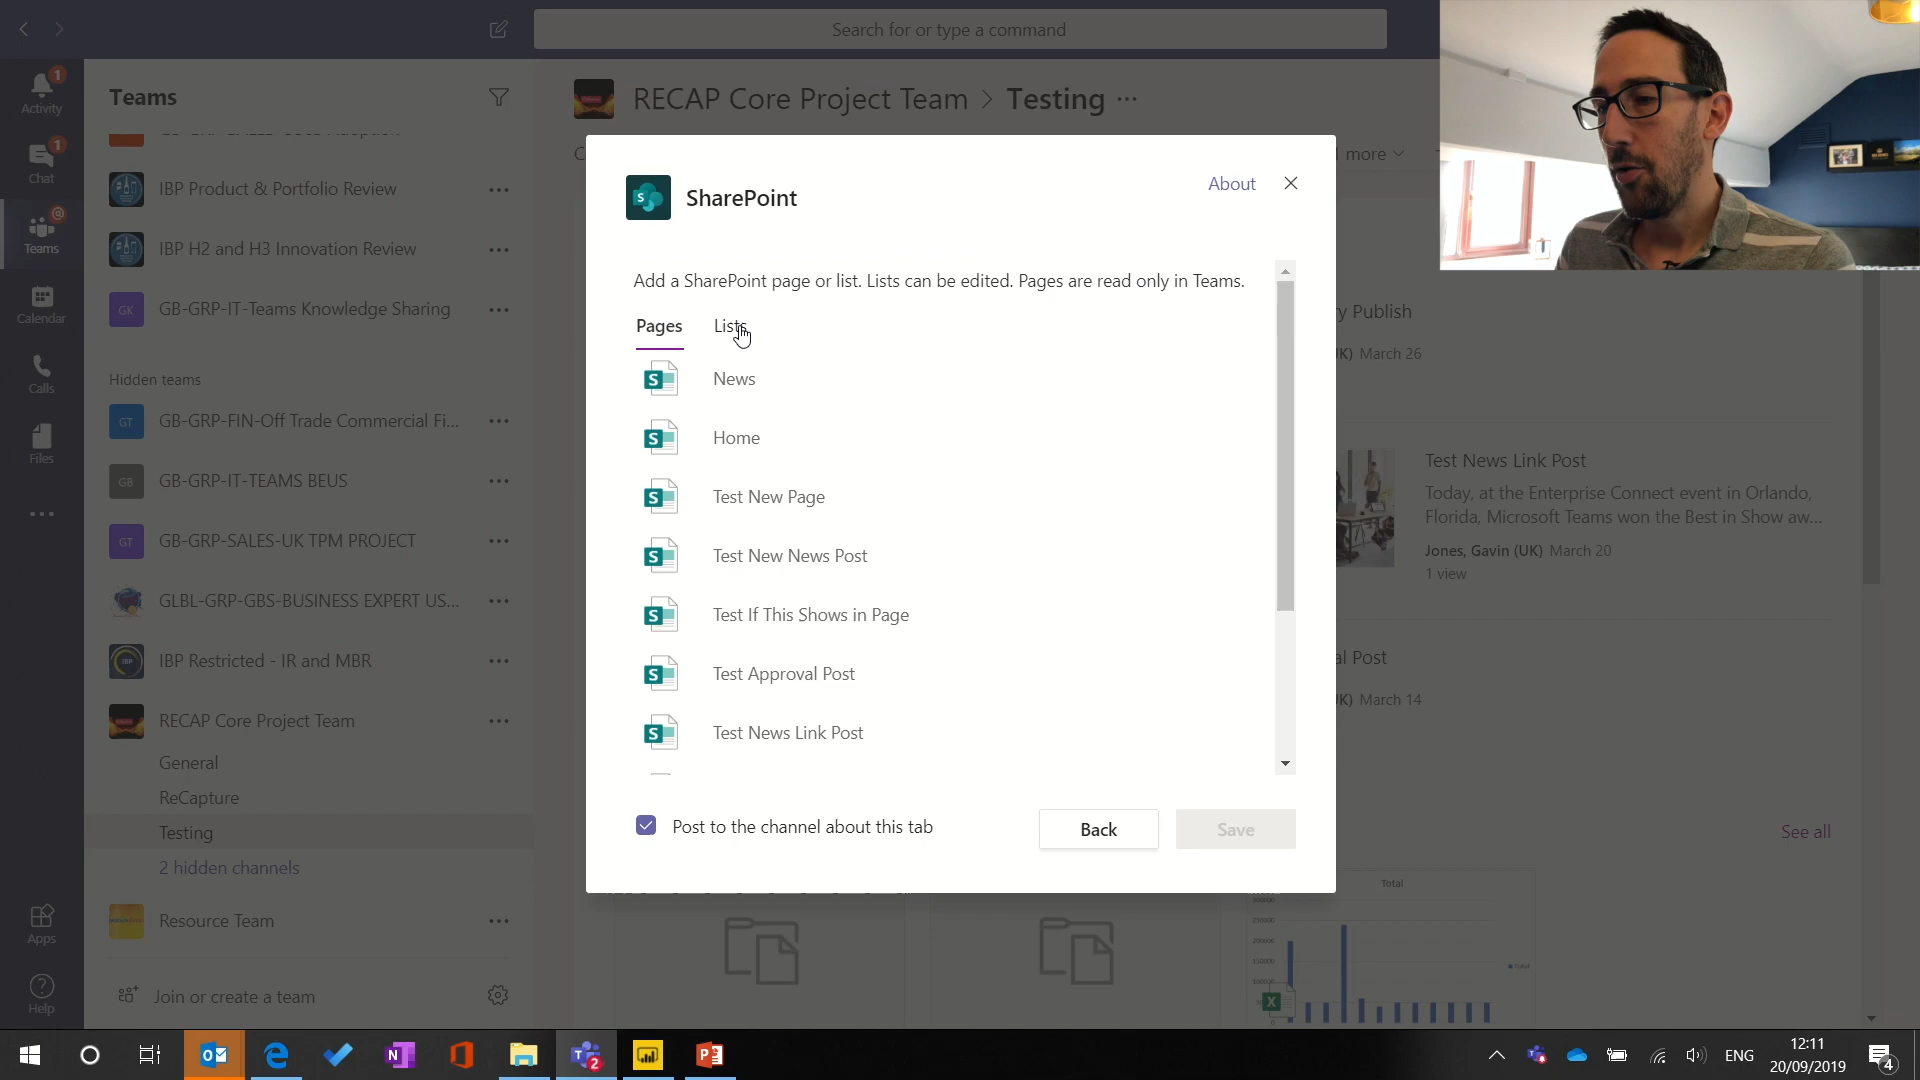 Search for or type a command
Activity
1
Chat
1
Teams
Calendar
Calls
Files
Apps
Help
Teams
IBP Product & Portfolio Review
IBP H2 and H3 Innovation Review
GK
GB-GRP-IT-Teams Knowledge Sharing
Hidden teams
GT
GB-GRP-FIN-Off Trade Commercial Fi...
GB
GB-GRP-IT-TEAMS BEUS
GT
GB-GRP-SALES-UK TPM PROJECT
GLBL-GRP-GBS-BUSINESS EXPERT US...
IBP
IBP Restricted - IR and MBR
RECAP Core Project Team
General
ReCapture
Testing
2 hidden channels
Resource Team
Join or create a team
RECAP Core Project Team > Testing ...
more
SharePoint
About
Add a SharePoint page or list. Lists can be edited. Pages are read only in Teams.
Pages
Lists
News
Home
Test New Page
Test New News Post
Test If This Shows in Page
Test Approval Post
Test News Link Post
Post to the channel about this tab
Back
Save
y Publish
UK) March 26
Test News Link Post
Today, at the Enterprise Connect event in Orlando,
Florida, Microsoft Teams won the Best in Show aw...
Jones, Gavin (UK) March 20
1 view
al Post
UK) March 14
See all
Total
Total
ENG
12:11
20/09/2019
4